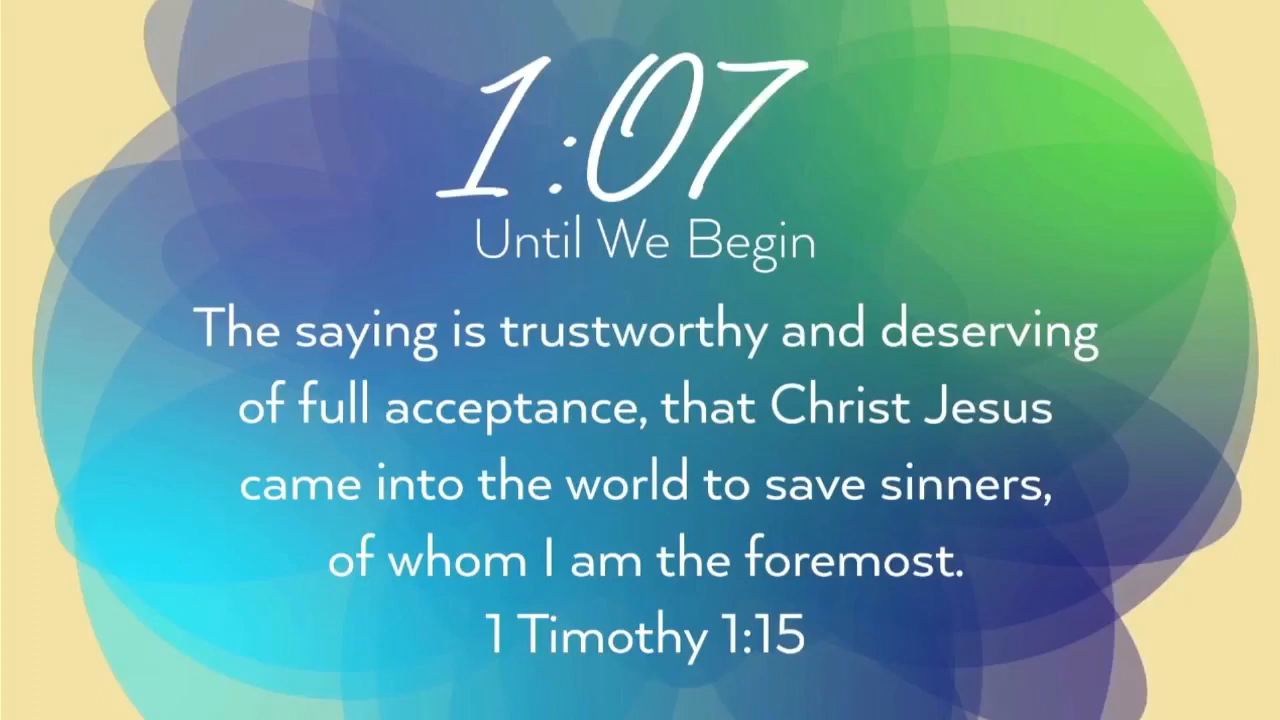 1:07
Until We Begin
The saying is trustworthy and deserving
of full acceptance, that Christ Jesus
came into the world to save sinners,
of whom I am the foremost.
1 Timothy 1:15